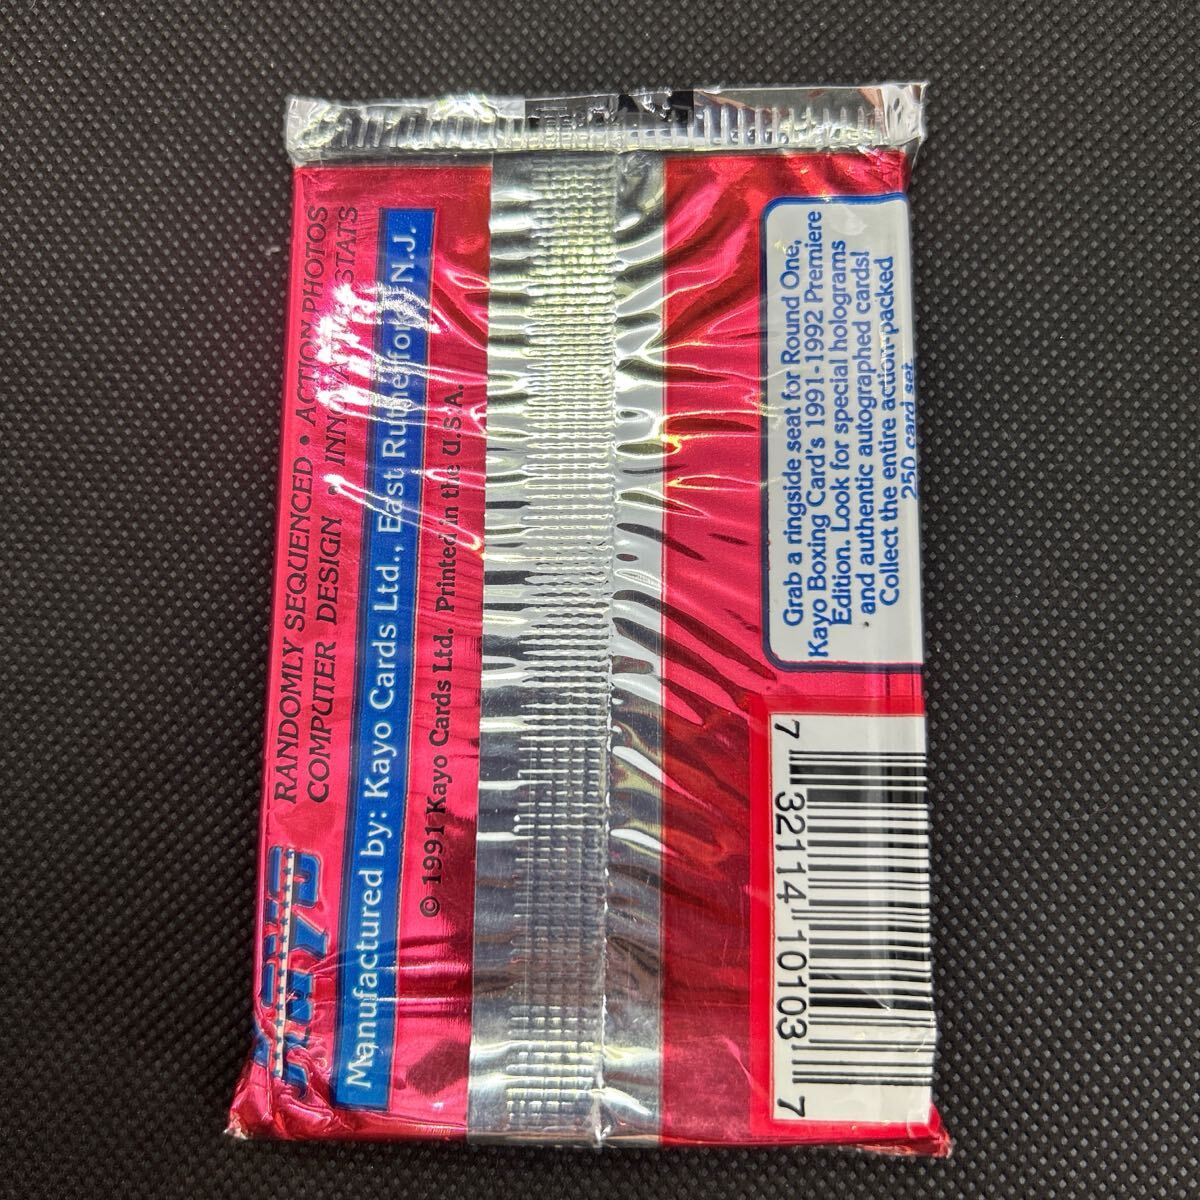 Kayo
RANDOMLY SEQUENCED • ACTION PHOTOS
COMPUTER DESIGN • STATS
Manufactured by: Kayo Cards Ltd., East Rutherford, N.J.
© 1991 Kayo Cards Ltd. Printed in the U.S.A.
Grab a ringside seat for Round One,
Kayo Boxing Card's 1991-1992 Premiere
Edition. Look for special holograms
and authentic autographed cards!
Collect the entire action-packed
250 card set.
7 32114 10103 7